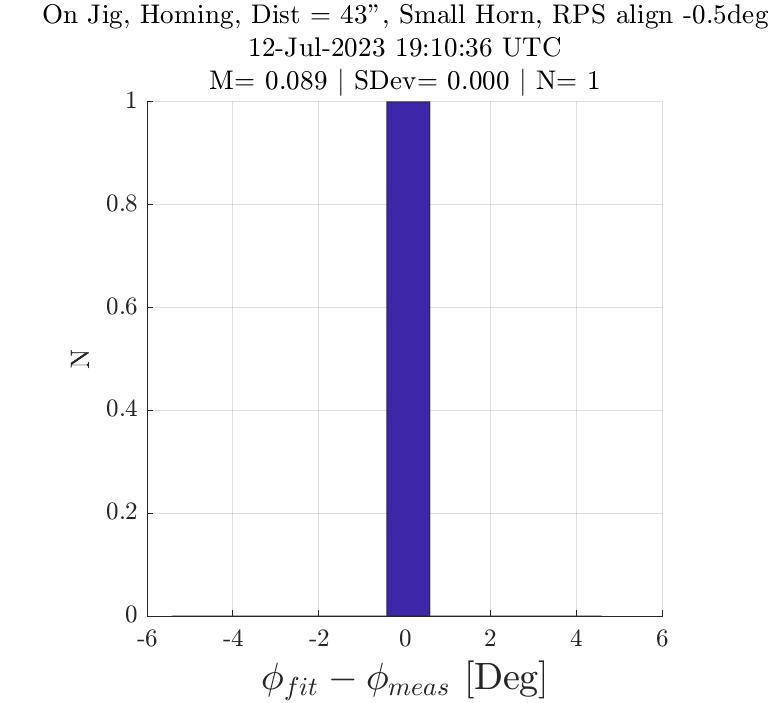 On Jig, Homing, Dist = 43”, Small Horn, RPS align -0.5deg
12-Jul-2023 19:10:36 UTC
M= 0.089 | SDev= 0.000 | N= 1
1
0.8
0.6
0.4
0.2
0
N
-6 -4 -2 0 2 4 6
ϕ_fit − ϕ_meas [Deg]